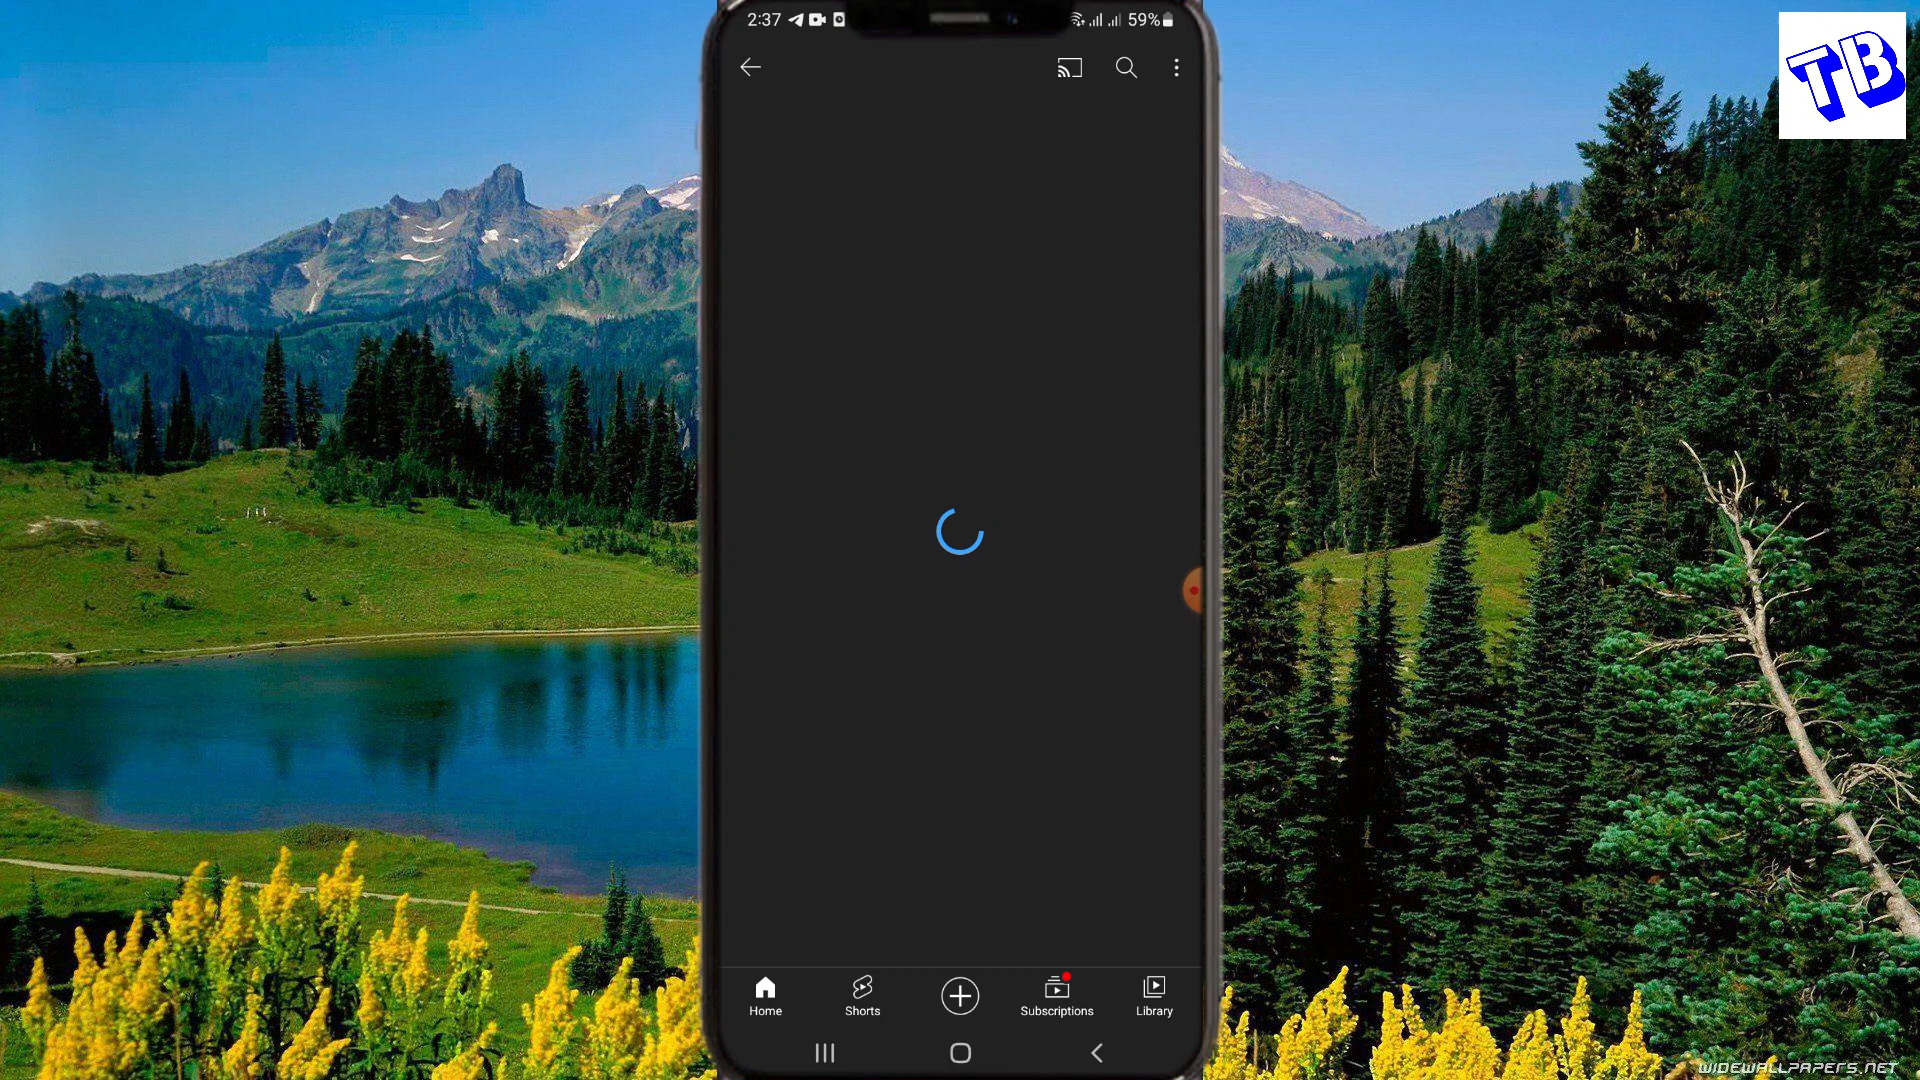 2:37
59%
TB
Home
Shorts
Subscriptions
Library
WIDEWALLPAPERS.NET